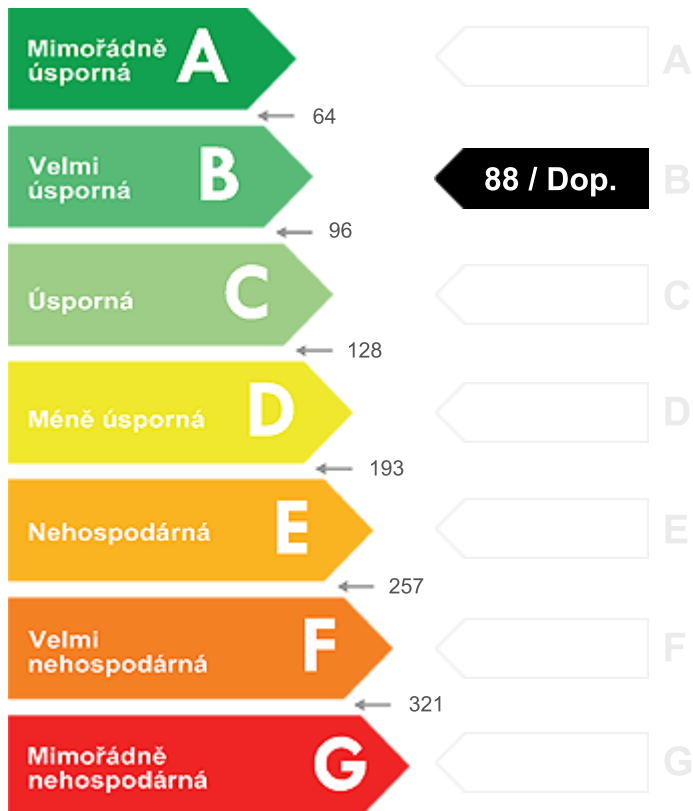 Mimořádně
úsporná
A
A
64
Velmi
úsporná
B
88 / Dop.
B
96
Úsporná
C
C
128
Méně úsporná
D
D
193
Nehospodárná
E
E
257
Velmi
nehospodárná
F
F
321
Mimořádně
nehospodárná
G
G